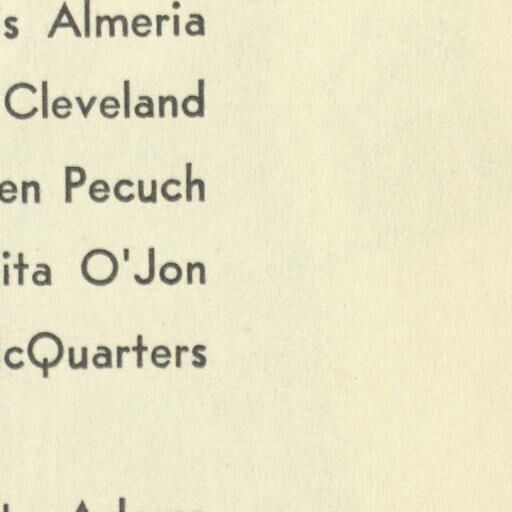 s Almeria
Cleveland
en Pecuch
ita O'Jon
cQuarters